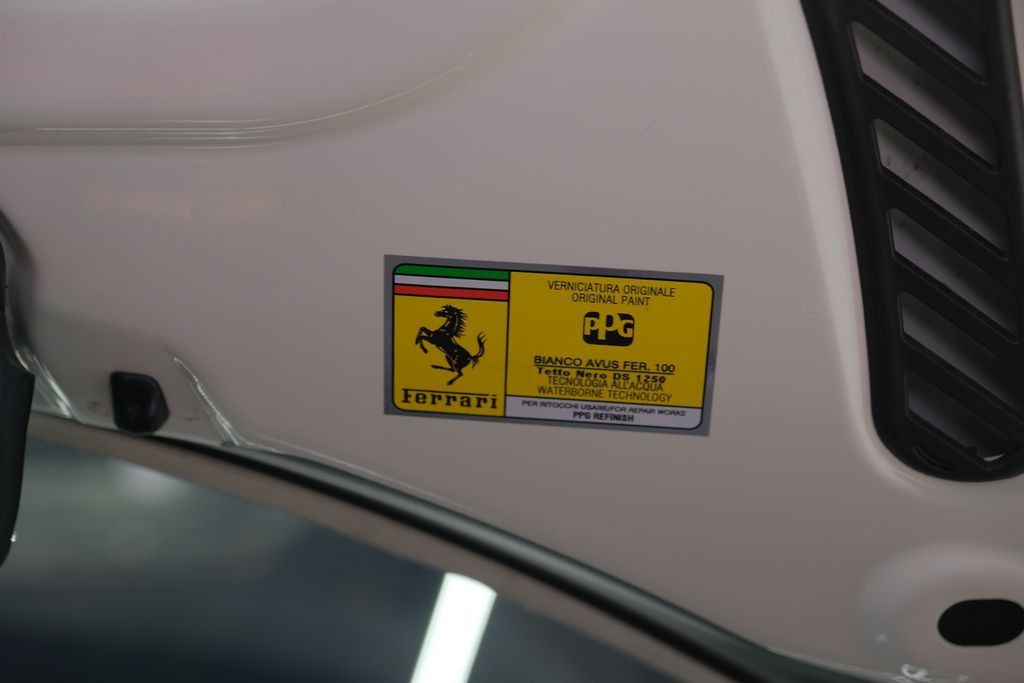 Ferrari
VERNICIATURA ORIGINALE
ORIGINAL PAINT
PPG
BIANCO AVUS FER. 100
Tetto Nero DS 1250
TECNOLOGIA ALL'ACQUA
WATERBORNE TECHNOLOGY
PER RITOCCHI USARE/FOR REPAIR WORKS
PPG REFINISH